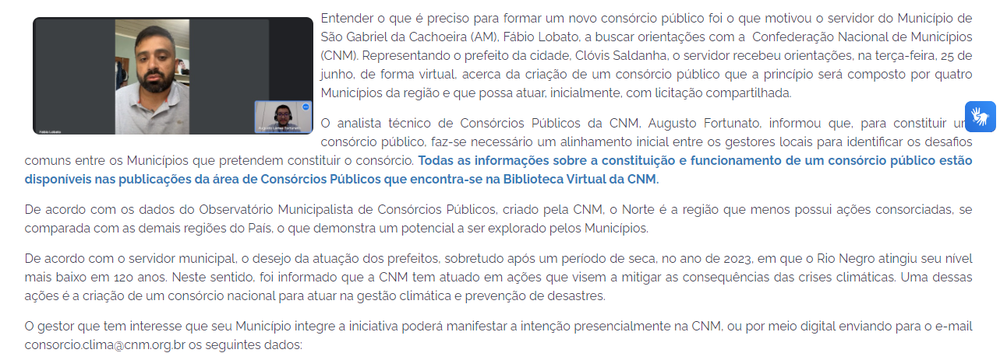 Entender o que é preciso para formar um novo consórcio público foi o que motivou o servidor do Município de
São Gabriel da Cachoeira (AM), Fábio Lobato, a buscar orientações com a Confederação Nacional de Municípios
(CNM). Representando o prefeito da cidade, Clóvis Saldanha, o servidor recebeu orientações, na terça-feira, 25 de
junho, de forma virtual, acerca da criação de um consórcio público que a princípio será composto por quatro
Municípios da região e que possa atuar, inicialmente, com licitação compartilhada.
Fabio Lobato
O analista técnico de Consórcios Públicos da CNM, Augusto Fortunato, informou que, para constituir um
consórcio público, faz-se necessário um alinhamento inicial entre os gestores locais para identificar os desafios
comuns entre os Municípios que pretendem constituir o consórcio. Todas as informações sobre a constituição e funcionamento de um consórcio público estão
disponíveis nas publicações da área de Consórcios Públicos que encontra-se na Biblioteca Virtual da CNM.
De acordo com os dados do Observatório Municipalista de Consórcios Públicos, criado pela CNM, o Norte é a região que menos possui ações consorciadas, se
comparada com as demais regiões do País, o que demonstra um potencial a ser explorado pelos Municípios.
De acordo com o servidor municipal, o desejo da atuação dos prefeitos, sobretudo após um período de seca, no ano de 2023, em que o Rio Negro atingiu seu nível
mais baixo em 120 anos. Neste sentido, foi informado que a CNM tem atuado em ações que visem a mitigar as consequências das crises climáticas. Uma dessas
ações é a criação de um consórcio nacional para atuar na gestão climática e prevenção de desastres.
O gestor que tem interesse que seu Município integre a iniciativa poderá manifestar a intenção presencialmente na CNM, ou por meio digital enviando para o e-mail
consorcio.clima@cnm.org.br os seguintes dados: